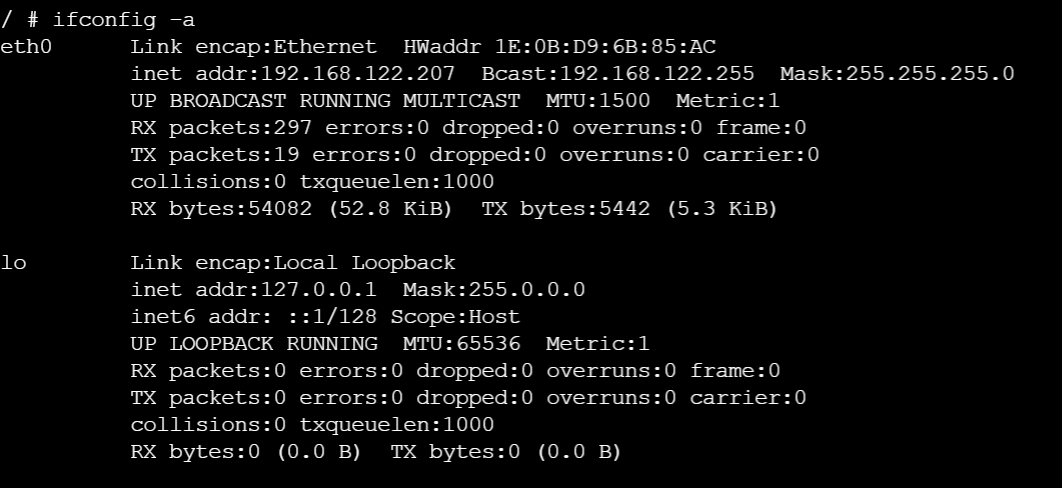 / # ifconfig -a
eth0      Link encap:Ethernet  HWaddr 1E:0B:D9:6B:85:AC
          inet addr:192.168.122.207  Bcast:192.168.122.255  Mask:255.255.255.0
          UP BROADCAST RUNNING MULTICAST  MTU:1500  Metric:1
          RX packets:297 errors:0 dropped:0 overruns:0 frame:0
          TX packets:19 errors:0 dropped:0 overruns:0 carrier:0
          collisions:0 txqueuelen:1000
          RX bytes:54082 (52.8 KiB)  TX bytes:5442 (5.3 KiB)

lo        Link encap:Local Loopback
          inet addr:127.0.0.1  Mask:255.0.0.0
          inet6 addr: ::1/128 Scope:Host
          UP LOOPBACK RUNNING  MTU:65536  Metric:1
          RX packets:0 errors:0 dropped:0 overruns:0 frame:0
          TX packets:0 errors:0 dropped:0 overruns:0 carrier:0
          collisions:0 txqueuelen:1000
          RX bytes:0 (0.0 B)  TX bytes:0 (0.0 B)